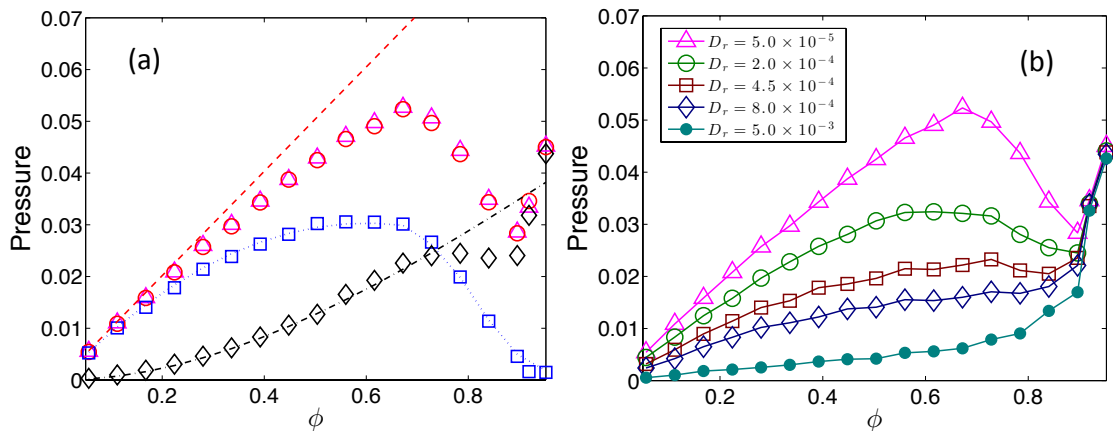 0.07
0.06
0.05
0.04
0.03
0.02
0.01
0
Pressure
(a)
0.2
0.4
0.6
0.8
ϕ
0.07
0.06
0.05
0.04
0.03
0.02
0.01
0
Pressure
(b)
D_r = 5.0 × 10^{-5}
D_r = 2.0 × 10^{-4}
D_r = 4.5 × 10^{-4}
D_r = 8.0 × 10^{-4}
D_r = 5.0 × 10^{-3}
0.2
0.4
0.6
0.8
ϕ